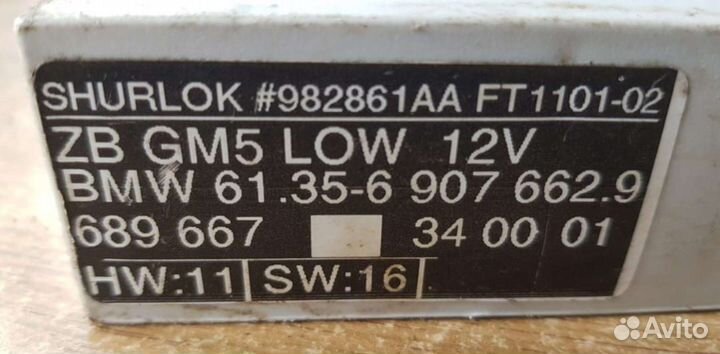 SHURLOK #982861AA FT1101-02
ZB GM5 LOW 12V
BMW 61.35-6 907 662.9
689 667 34 00 01
HW:11 SW:16
Avito